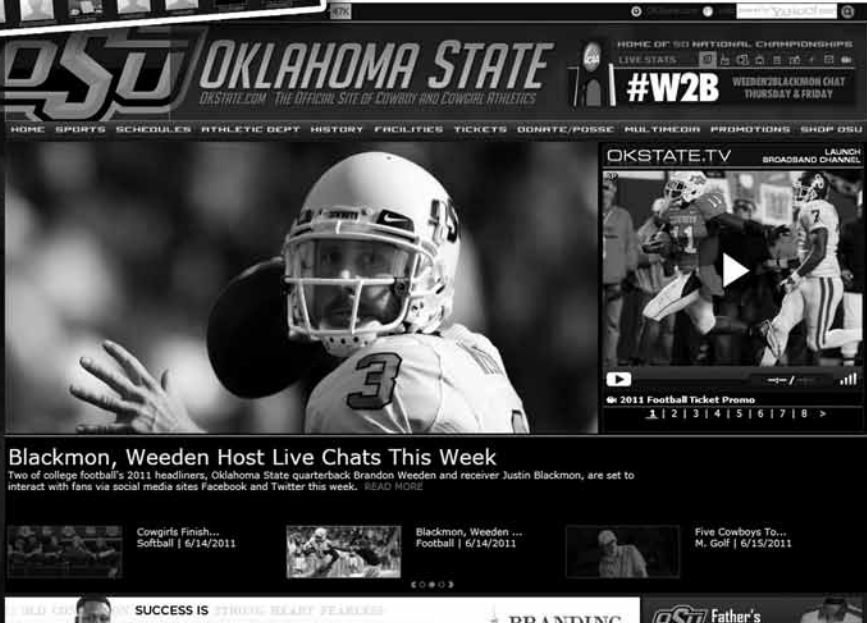 47K
OSU
OKLAHOMA STATE
OKSTATE.COM THE OFFICIAL SITE OF COWBOY AND COWGIRL ATHLETICS
HOME OF 50 NATIONAL CHAMPIONSHIPS
LIVE STATS
#W2B
WEEDEN2BLACKMON CHAT
THURSDAY & FRIDAY
HOME SPORTS SCHEDULES ATHLETIC DEPT HISTORY FACILITIES TICKETS DONATE/POSSE MULTIMEDIA PROMOTIONS SHOP OSU
3
OKSTATE.TV
LAUNCH
BROADBAND CHANNEL
11
7
2011 Football Ticket Promo
1 | 2 | 3 | 4 | 5 | 6 | 7 | 8 >
Blackmon, Weeden Host Live Chats This Week
Two of college football's 2011 headliners, Oklahoma State quarterback Brandon Weeden and receiver Justin Blackmon, are set to
interact with fans via social media sites Facebook and Twitter this week. READ MORE
Cowgirls Finish...
Softball | 6/14/2011
Blackmon, Weeden ...
Football | 6/14/2011
Five Cowboys To...
M. Golf | 6/15/2011
SUCCESS IS STRONG HEART FEARLESS
BRANDING
OSU
Father's